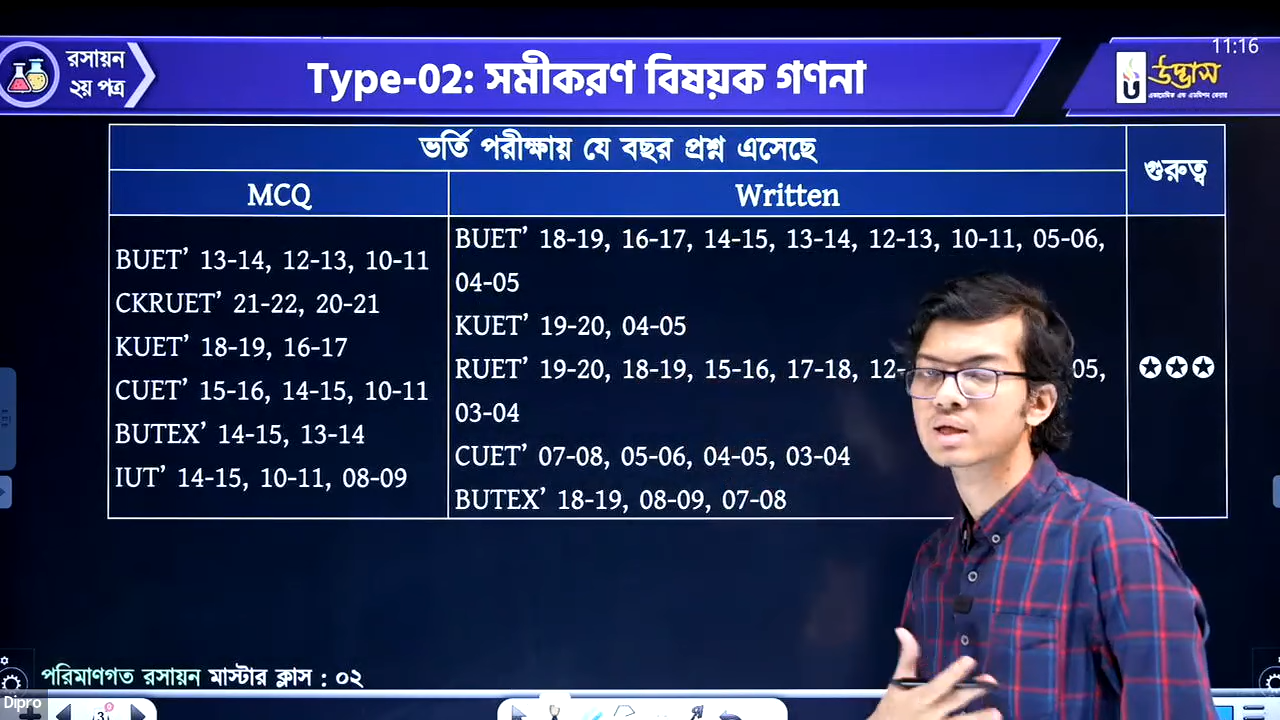 রসায়ন
২য় পত্র
Type-02: সমীকরণ বিষয়ক গণনা
11:16
উদ্ভাস
একাডেমিক এন্ড এডমিশন কেয়ার
ভর্তি পরীক্ষায় যে বছর প্রশ্ন এসেছে
গুরুত্ব
MCQ
Written
BUET’ 13-14, 12-13, 10-11
CKRUET’ 21-22, 20-21
KUET’ 18-19, 16-17
CUET’ 15-16, 14-15, 10-11
BUTEX’ 14-15, 13-14
IUT’ 14-15, 10-11, 08-09
BUET’ 18-19, 16-17, 14-15, 13-14, 12-13, 10-11, 05-06,
04-05
KUET’ 19-20, 04-05
RUET’ 19-20, 18-19, 15-16, 17-18, 12- 05,
03-04
CUET’ 07-08, 05-06, 04-05, 03-04
BUTEX’ 18-19, 08-09, 07-08
পরিমাণগত রসায়ন মাস্টার ক্লাস : ০২
Dipro